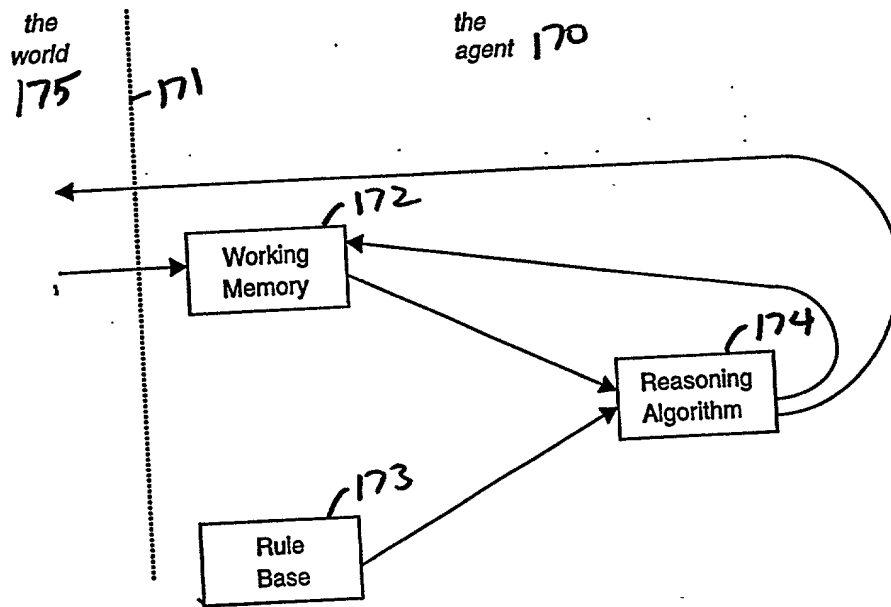 the
world
175
171
the
agent 170
172
Working
Memory
174
Reasoning
Algorithm
173
Rule
Base